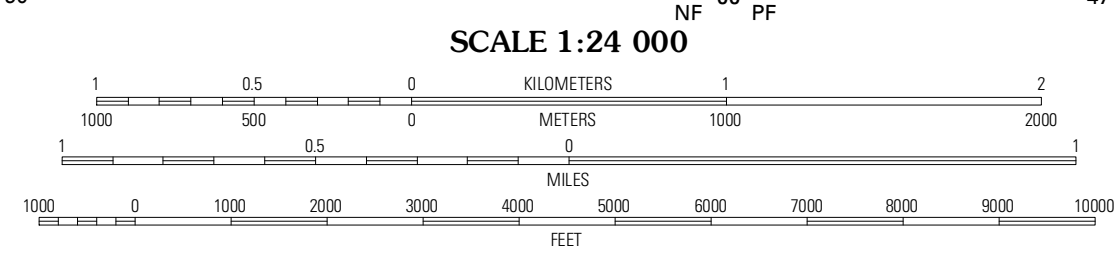 NF PF
SCALE 1:24 000
1 0.5 0 KILOMETERS 1 2
1000 500 0 METERS 1000 2000
1 0.5 0 1
MILES
1000 0 1000 2000 3000 4000 5000 6000 7000 8000 9000 10000
FEET